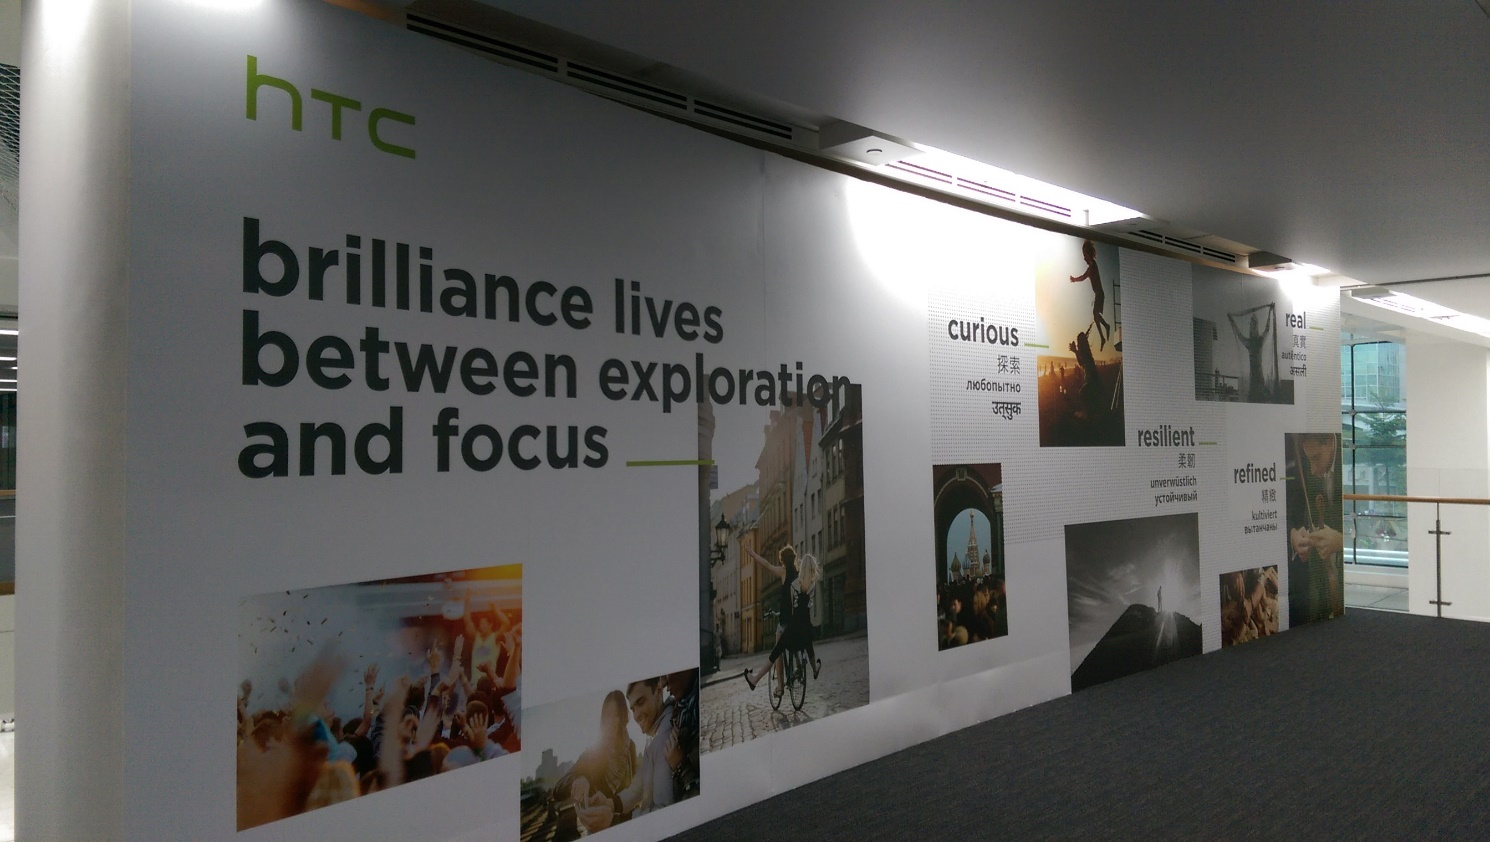 hTC
brilliance lives
between exploration
and focus
curious
探索
любопытно
उत्सुक
real
真實
auténtico
असली
resilient
柔韌
unverwüstlich
устойчивый
refined
精緻
kultiviert